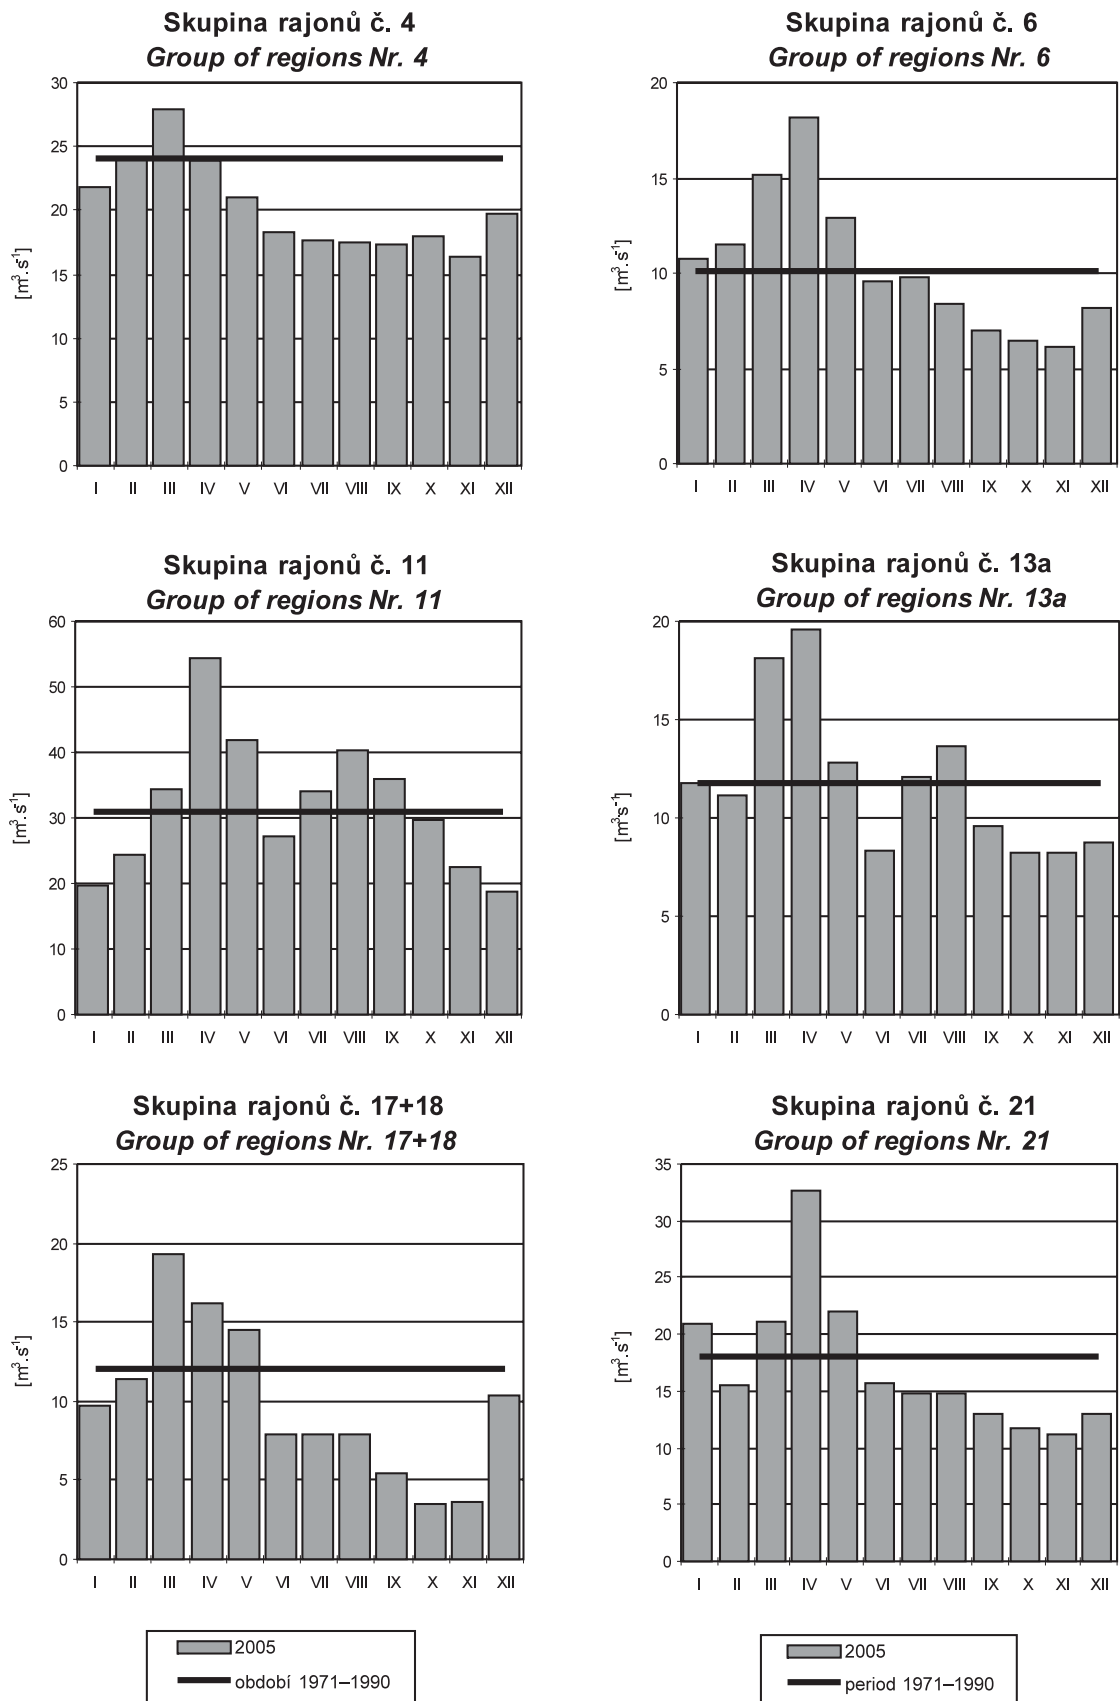 Skupina rajonů č. 4
Group of regions Nr. 4
30
25
20
15
10
5
0
[m³.s⁻¹]
I II III IV V VI VII VIII IX X XI XII
Skupina rajonů č. 6
Group of regions Nr. 6
20
15
10
5
0
[m³.s⁻¹]
I II III IV V VI VII VIII IX X XI XII
Skupina rajonů č. 11
Group of regions Nr. 11
60
50
40
30
20
10
0
[m³.s⁻¹]
I II III IV V VI VII VIII IX X XI XII
Skupina rajonů č. 13a
Group of regions Nr. 13a
20
15
10
5
0
[m³s⁻¹]
I II III IV V VI VII VIII IX X XI XII
Skupina rajonů č. 17+18
Group of regions Nr. 17+18
25
20
15
10
5
0
[m³.s⁻¹]
I II III IV V VI VII VIII IX X XI XII
Skupina rajonů č. 21
Group of regions Nr. 21
35
30
25
20
15
10
5
0
[m³.s⁻¹]
I II III IV V VI VII VIII IX X XI XII
2005
období 1971–1990
2005
period 1971–1990